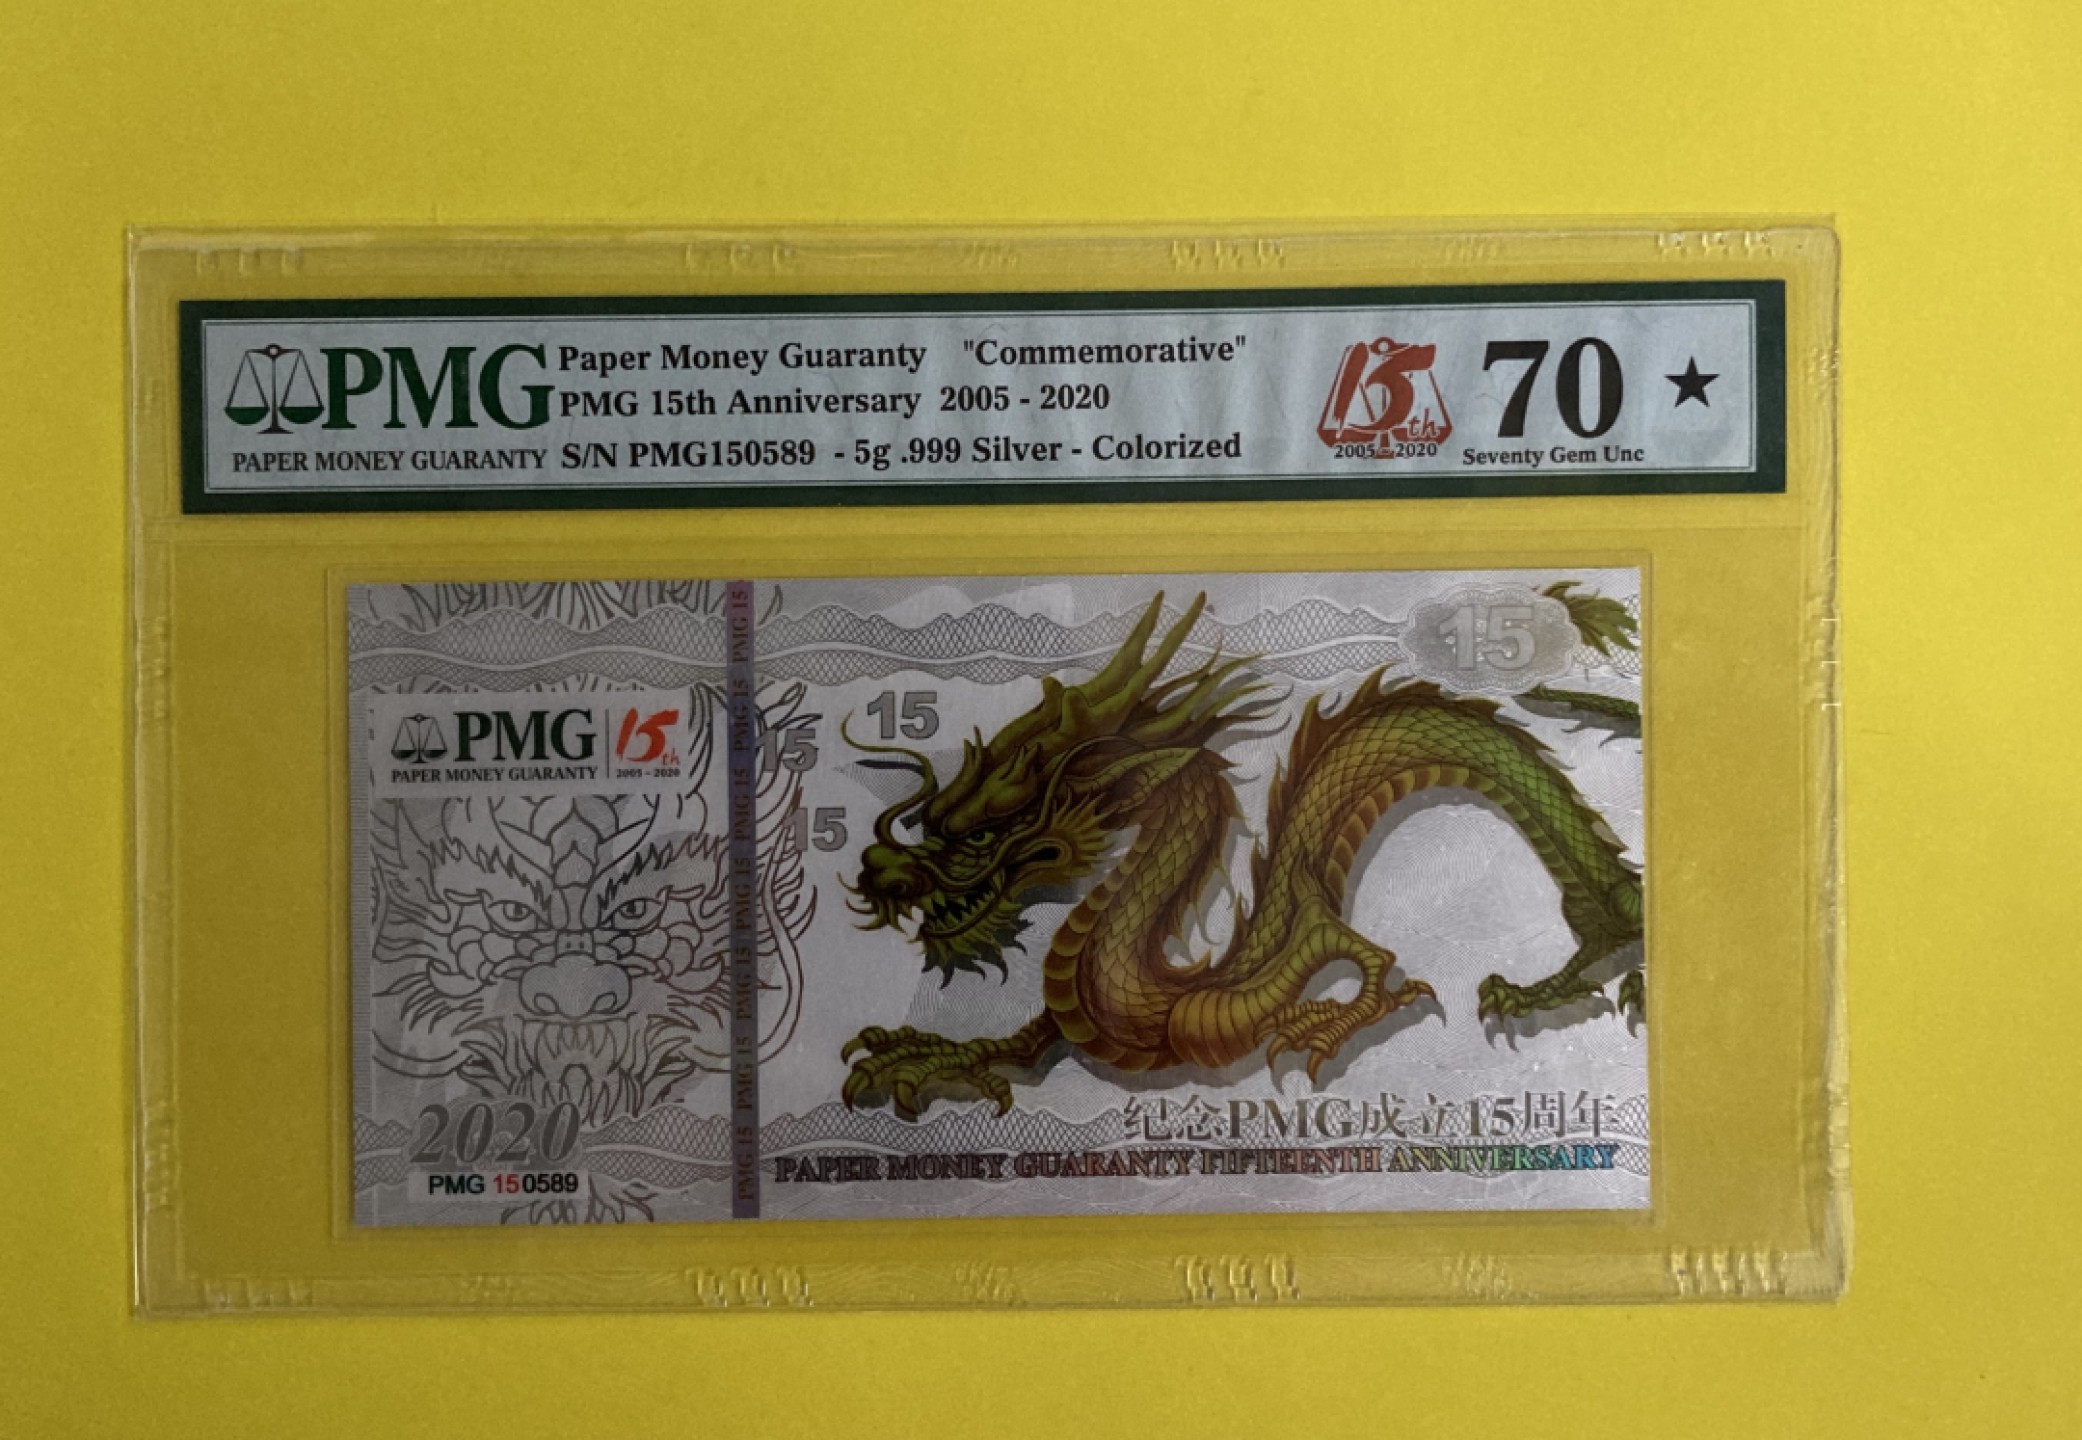 PMG
PAPER MONEY GUARANTY
Paper Money Guaranty "Commemorative"
PMG 15th Anniversary 2005 - 2020
S/N PMG150589 - 5g .999 Silver - Colorized
15th
2005 - 2020
70 ★
Seventy Gem Unc
PMG
PAPER MONEY GUARANTY
15th
2005 - 2020
PMG 15 PMG 15 PMG 15 PMG 15 PMG 15 PMG 15 PMG 15
15
15
15
15
2020
PMG 150589
纪念PMG成立15周年
PAPER MONEY GUARANTY FIFTEENTH ANNIVERSARY